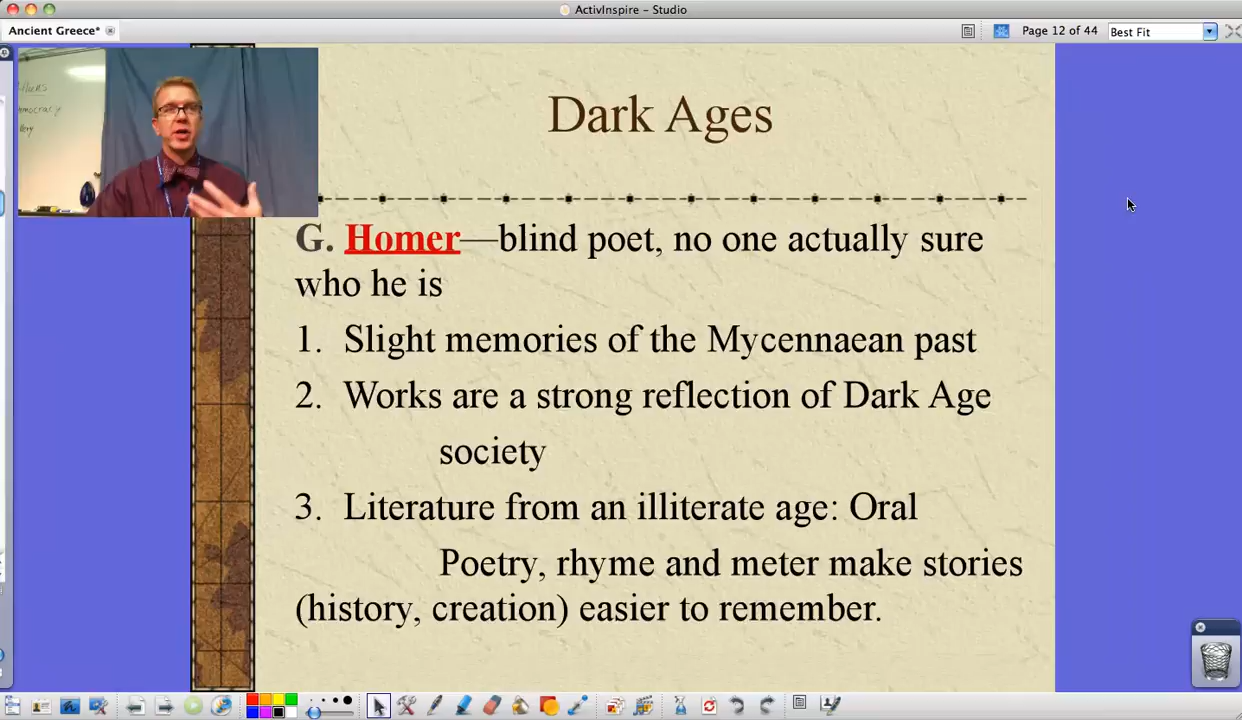 ActivInspire - Studio
Ancient Greece*
Page 12 of 44
Best Fit
Dark Ages
G. Homer—blind poet, no one actually sure
who he is
1. Slight memories of the Mycennaean past
2. Works are a strong reflection of Dark Age
society
3. Literature from an illiterate age: Oral
Poetry, rhyme and meter make stories
(history, creation) easier to remember.